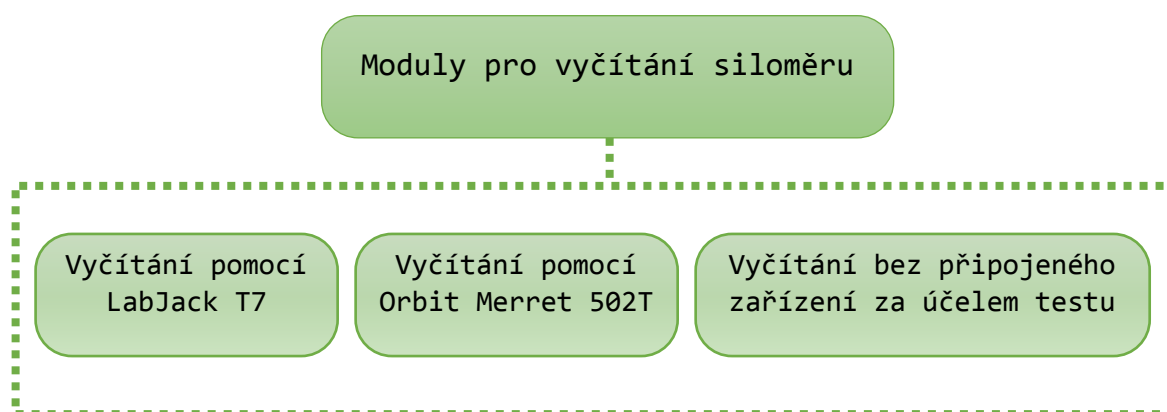 Moduly pro vyčítání siloměru
Vyčítání pomocí
LabJack T7
Vyčítání pomocí
Orbit Merret 502T
Vyčítání bez připojeného
zařízení za účelem testu